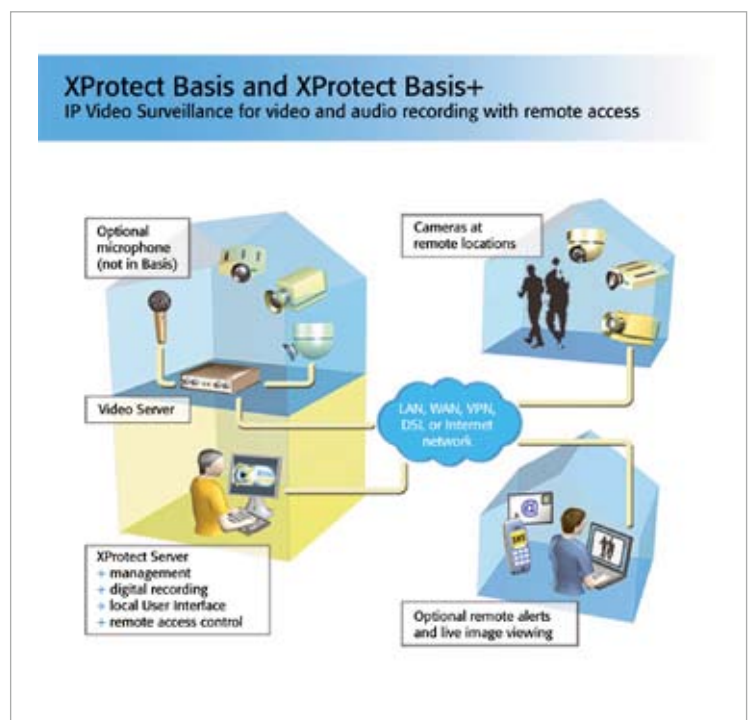 XProtect Basis and XProtect Basis+
IP Video Surveillance for video and audio recording with remote access
Optional
microphone
(not in Basis)
Cameras at
remote locations
Video Server
LAN, WAN, VPN,
DSL or Internet
network
@
SMS
XProtect Server
+ management
+ digital recording
+ local User Interface
+ remote access control
Optional remote alerts
and live image viewing